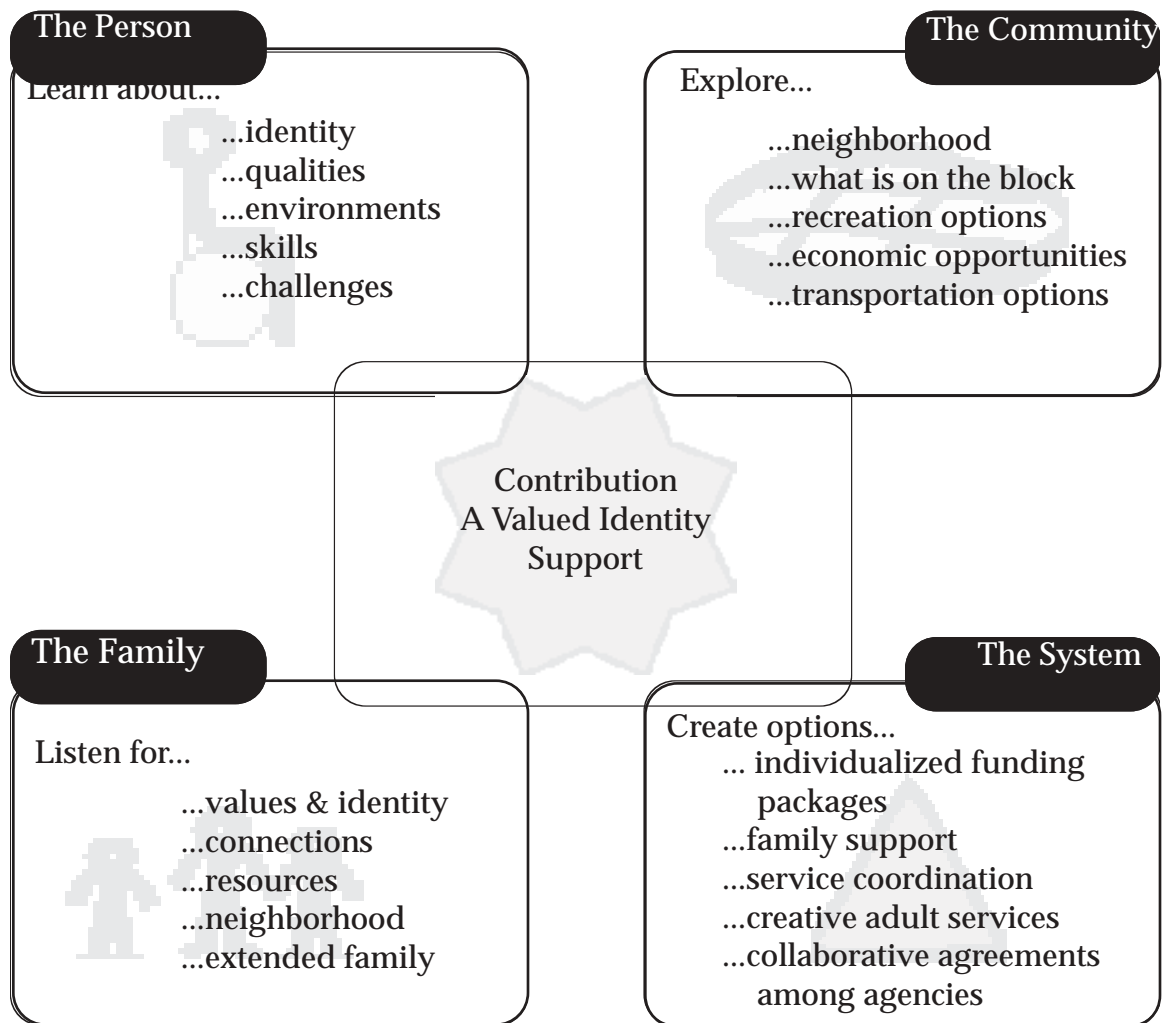 The Person
Learn about...
...identity
...qualities
...environments
...skills
...challenges
The Community
Explore...
...neighborhood
...what is on the block
...recreation options
...economic opportunities
...transportation options
Contribution
A Valued Identity
Support
The Family
Listen for...
...values & identity
...connections
...resources
...neighborhood
...extended family
The System
Create options...
... individualized funding
packages
...family support
...service coordination
...creative adult services
...collaborative agreements
among agencies